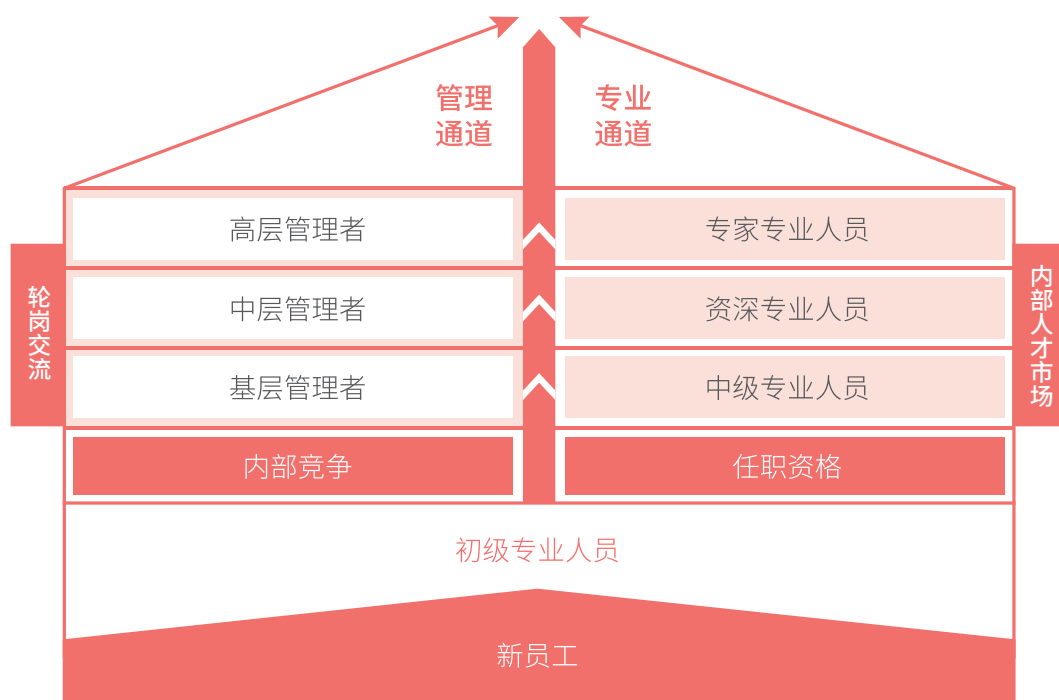 管理
通道
专业
通道
高层管理者
专家专业人员
轮岗交流
内部人才市场
中层管理者
资深专业人员
基层管理者
中级专业人员
内部竞争
任职资格
初级专业人员
新员工